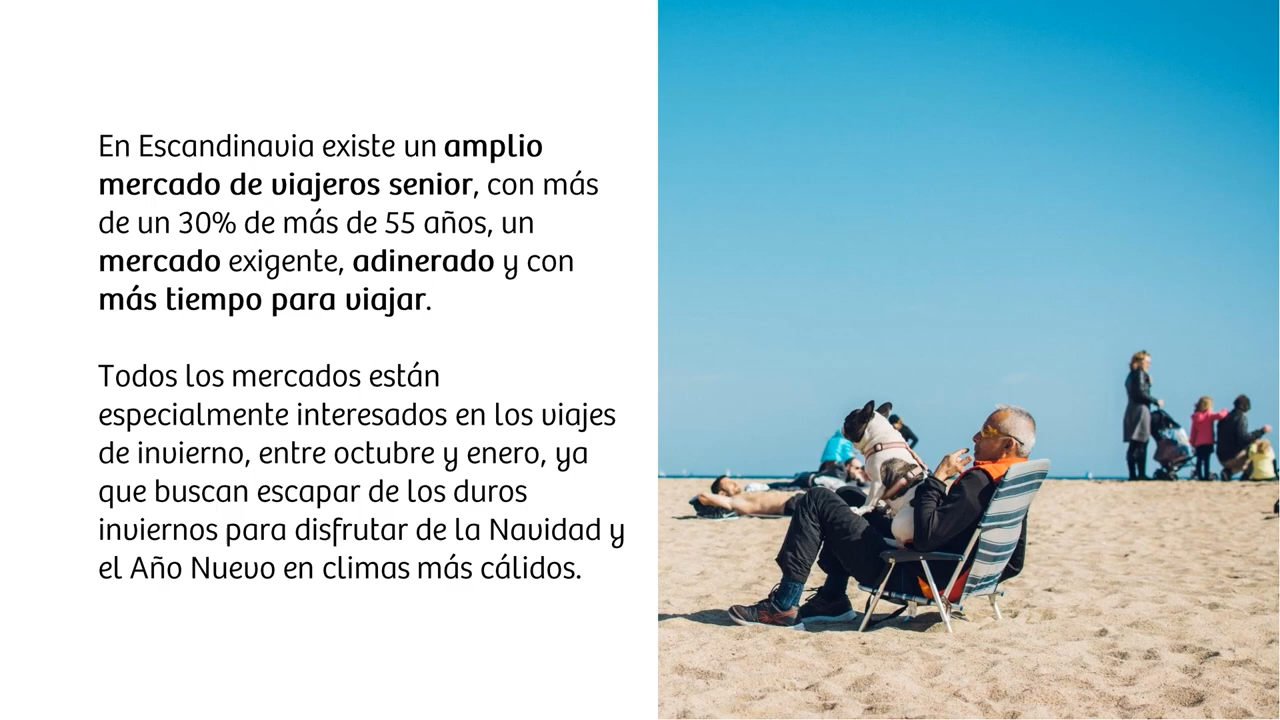 En Escandinavia existe un amplio
mercado de viajeros senior, con más
de un 30% de más de 55 años, un
mercado exigente, adinerado y con
más tiempo para viajar.
Todos los mercados están
especialmente interesados en los viajes
de invierno, entre octubre y enero, ya
que buscan escapar de los duros
inviernos para disfrutar de la Navidad y
el Año Nuevo en climas más cálidos.